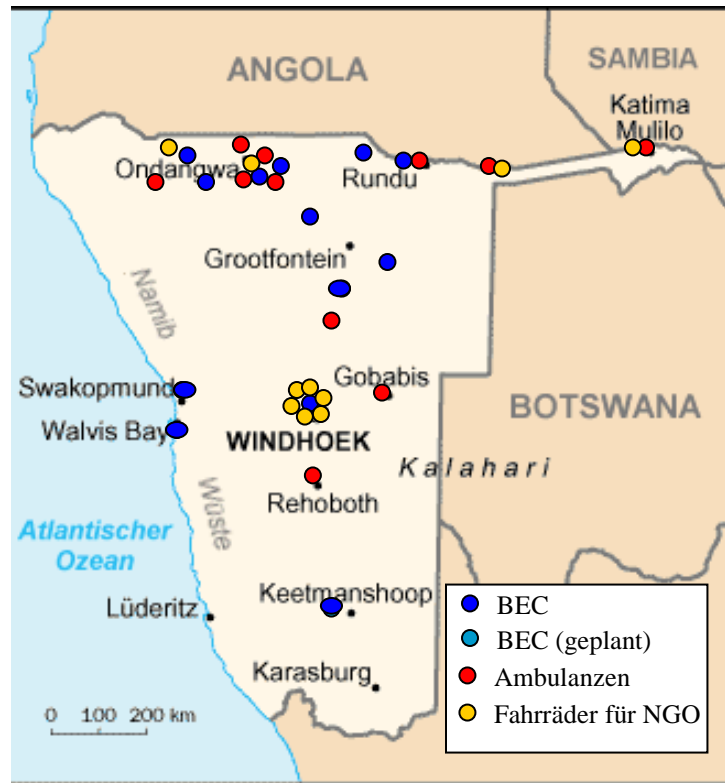 ANGOLA
SAMBIA
Katima
Mulilo
Ondangwa
Rundu
Grootfontein
Namib
Swakopmund
Gobabis
BOTSWANA
Walvis Bay
WINDHOEK
Kalahari
Rehoboth
Wüste
Atlantischer
Ozean
Keetmanshoop
Lüderitz
Karasburg
BEC
BEC (geplant)
Ambulanzen
Fahrräder für NGO
0 100 200 km